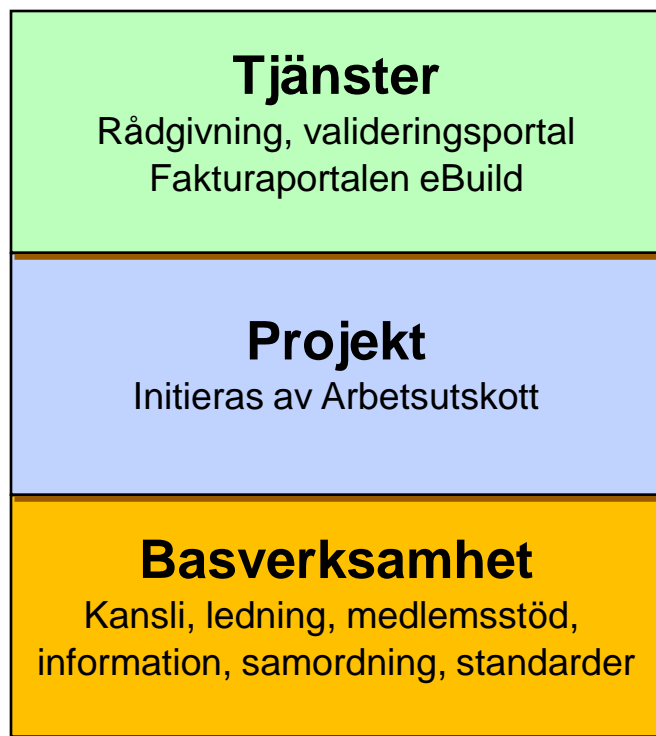 Tjänster
Rådgivning, valideringsportal
Fakturaportalen eBuild
Projekt
Initieras av Arbetsutskott
Basverksamhet
Kansli, ledning, medlemsstöd,
information, samordning, standarder